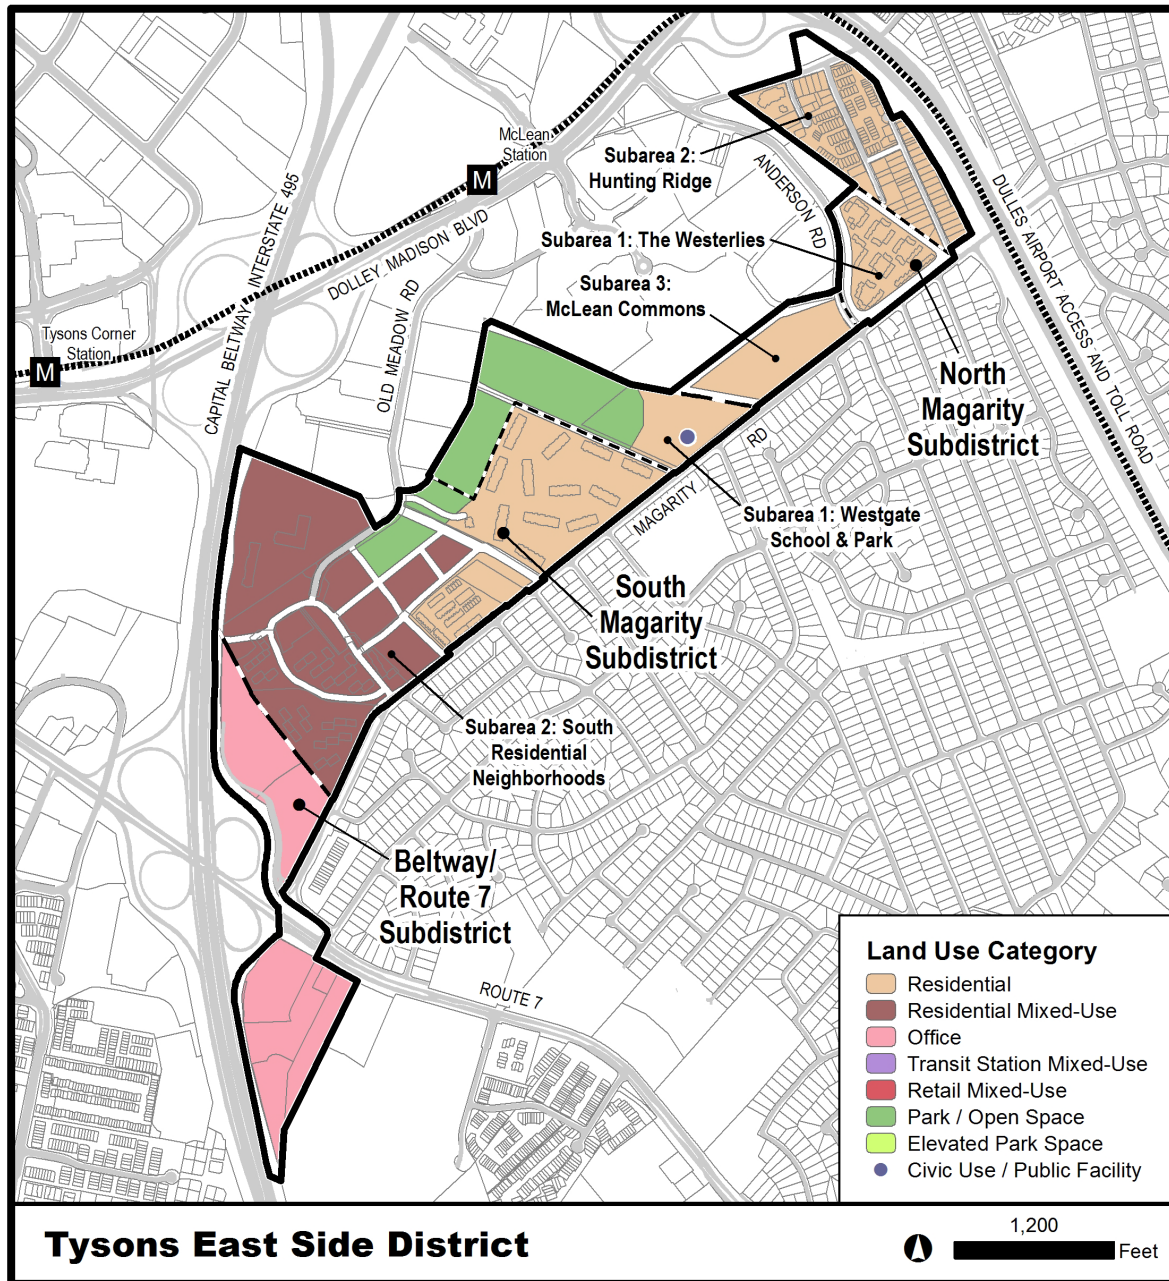 McLean
Station
M
Subarea 2:
Hunting Ridge
ANDERSON RD
DULLES AIRPORT ACCESS AND TOLL ROAD
CAPITAL BELTWAY INTERSTATE 495
DOLLEY MADISON BLVD
Subarea 1: The Westerlies
Subarea 3:
McLean Commons
OLD MEADOW RD
Tysons Corner
Station
M
North
Magarity
Subdistrict
MAGARITY RD
Subarea 1: Westgate
School & Park
South
Magarity
Subdistrict
Subarea 2: South
Residential
Neighborhoods
Beltway/
Route 7
Subdistrict
ROUTE 7
Land Use Category
Residential
Residential Mixed-Use
Office
Transit Station Mixed-Use
Retail Mixed-Use
Park / Open Space
Elevated Park Space
Civic Use / Public Facility
Tysons East Side District
1,200
Feet